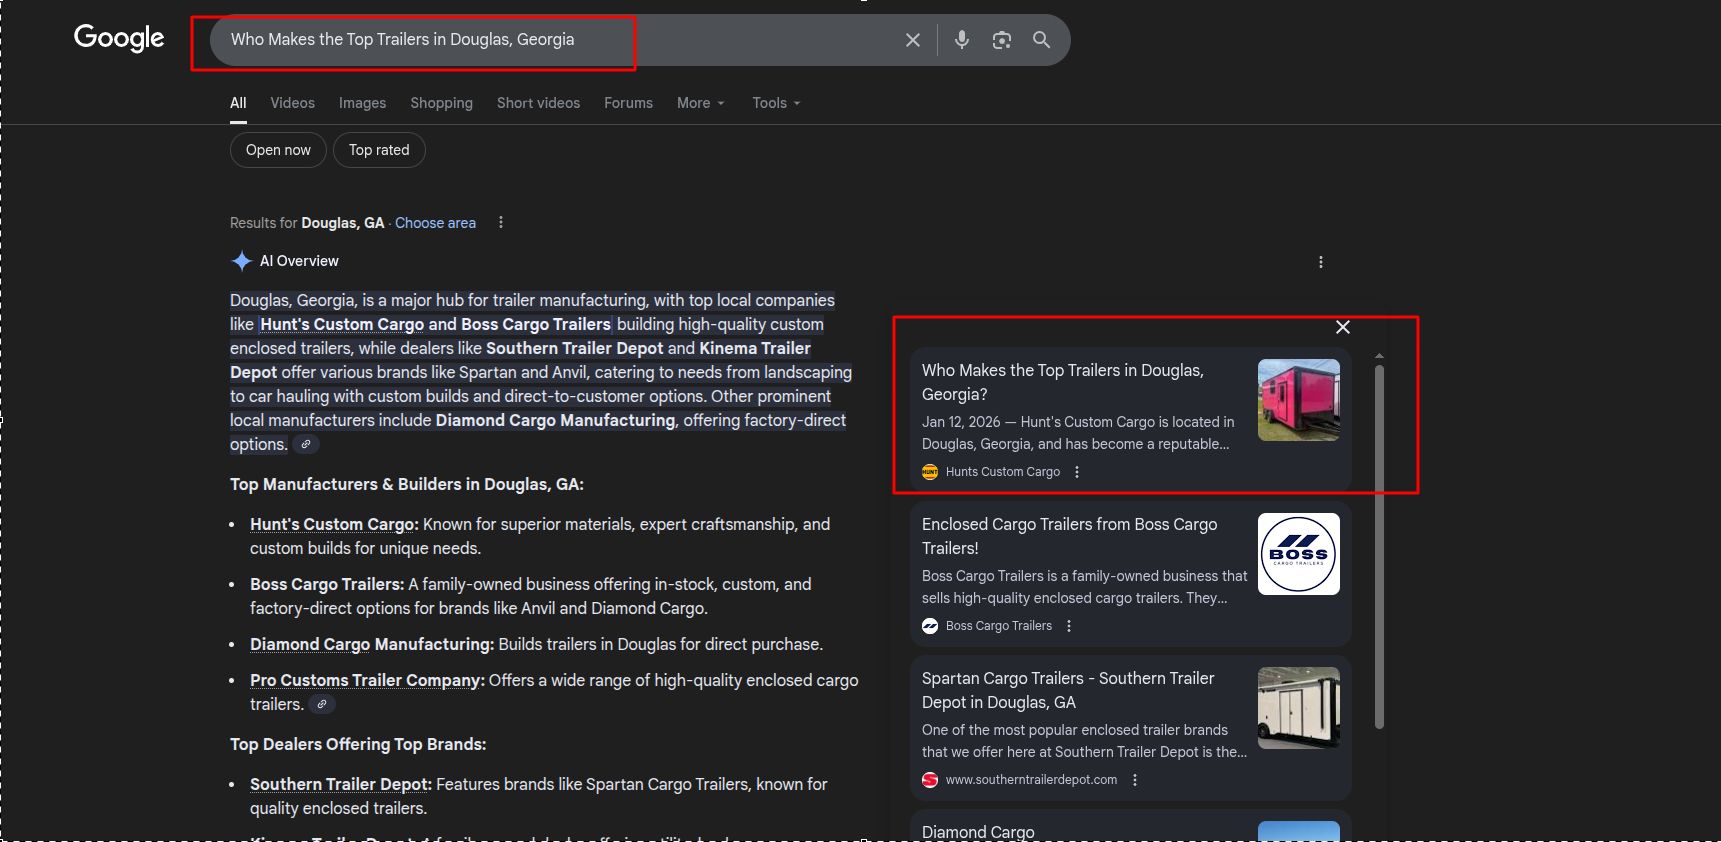 Google
Who Makes the Top Trailers in Douglas, Georgia
All Videos Images Shopping Short videos Forums More Tools
Open now Top rated
Results for Douglas, GA · Choose area
AI Overview
Douglas, Georgia, is a major hub for trailer manufacturing, with top local companies
like Hunt's Custom Cargo and Boss Cargo Trailers building high-quality custom
enclosed trailers, while dealers like Southern Trailer Depot and Kinema Trailer
Depot offer various brands like Spartan and Anvil, catering to needs from landscaping
to car hauling with custom builds and direct-to-customer options. Other prominent
local manufacturers include Diamond Cargo Manufacturing, offering factory-direct
options.
Top Manufacturers & Builders in Douglas, GA:
• Hunt's Custom Cargo: Known for superior materials, expert craftsmanship, and
custom builds for unique needs.
• Boss Cargo Trailers: A family-owned business offering in-stock, custom, and
factory-direct options for brands like Anvil and Diamond Cargo.
• Diamond Cargo Manufacturing: Builds trailers in Douglas for direct purchase.
• Pro Customs Trailer Company: Offers a wide range of high-quality enclosed cargo
trailers.
Top Dealers Offering Top Brands:
• Southern Trailer Depot: Features brands like Spartan Cargo Trailers, known for
quality enclosed trailers.
Who Makes the Top Trailers in Douglas,
Georgia?
Jan 12, 2026 — Hunt's Custom Cargo is located in
Douglas, Georgia, and has become a reputable...
HUNT
Hunts Custom Cargo
Enclosed Cargo Trailers from Boss Cargo
Trailers!
Boss Cargo Trailers is a family-owned business that
sells high-quality enclosed cargo trailers. They...
BOSS
CARGO TRAILERS
Boss Cargo Trailers
Spartan Cargo Trailers - Southern Trailer
Depot in Douglas, GA
One of the most popular enclosed trailer brands
that we offer here at Southern Trailer Depot is the...
www.southerntrailerdepot.com
Diamond Cargo